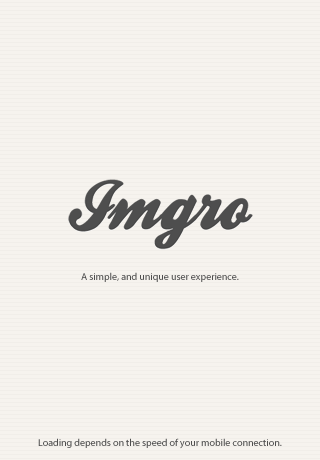 Imgro
A simple, and unique user experience.
Loading depends on the speed of your mobile connection.